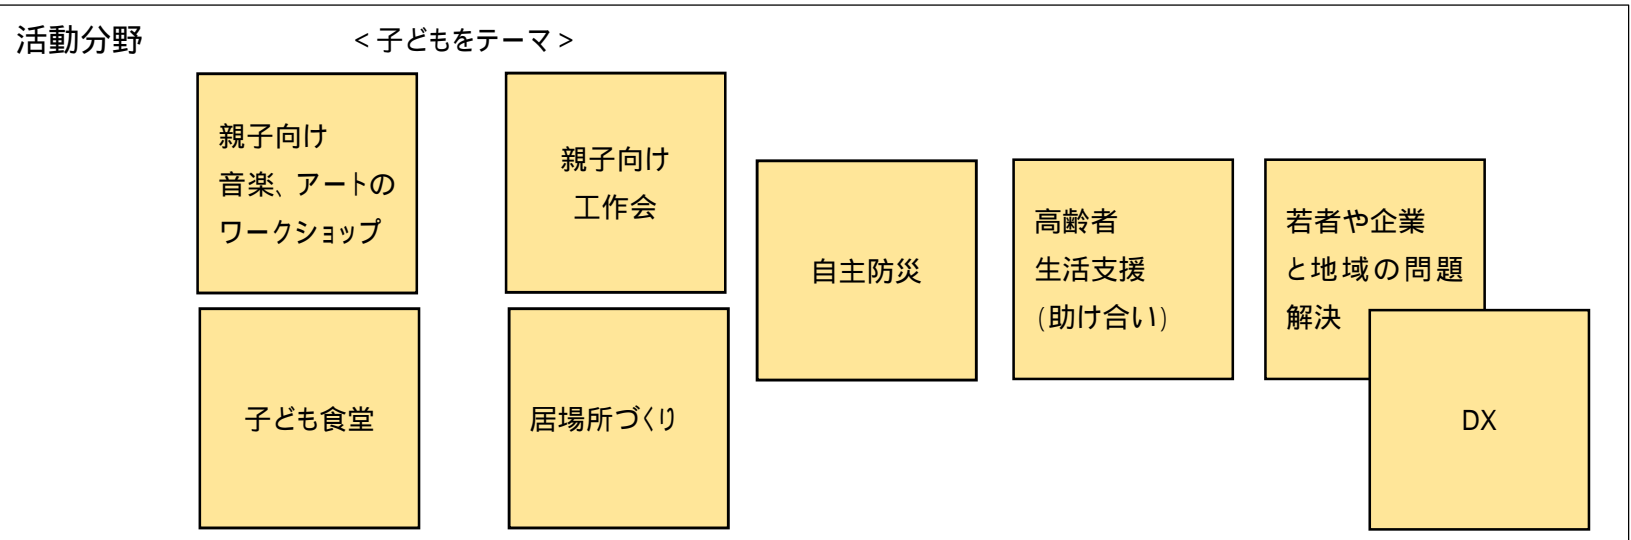 活動分野
＜子どもをテーマ＞
親子向け
音楽、アートの
ワークショップ
親子向け
工作会
自主防災
高齢者
生活支援
(助け合い)
若者や企業
と地域の問題
解決
子ども食堂
居場所づくり
DX